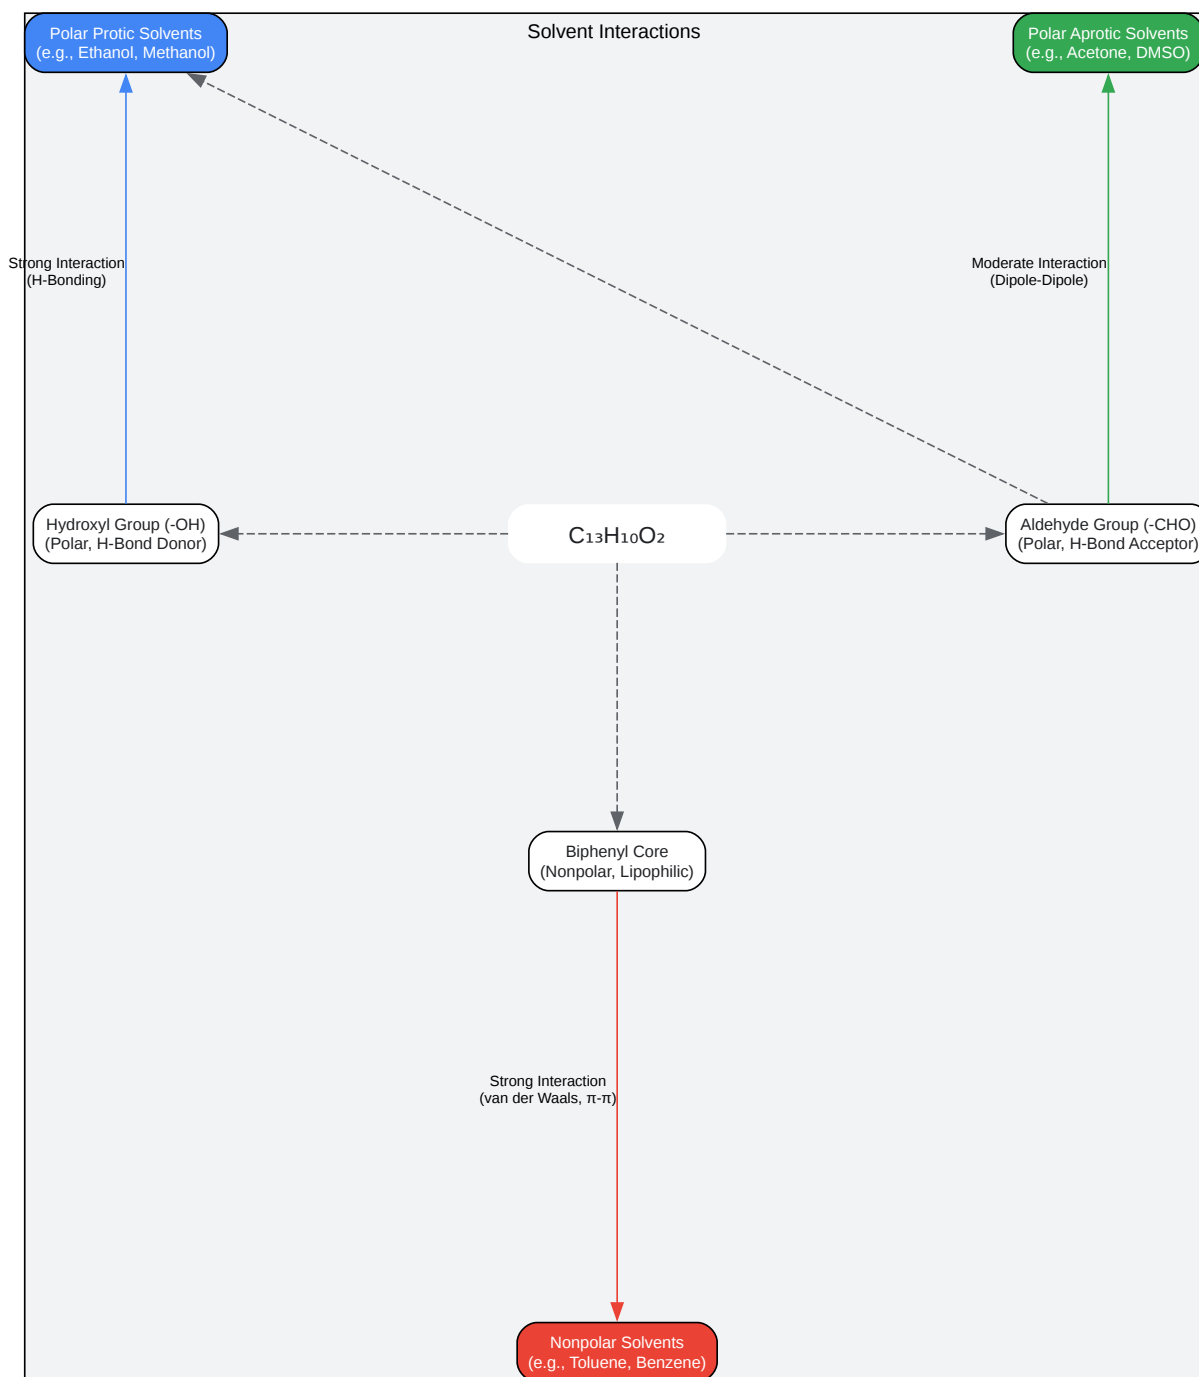 Solvent Interactions
Polar Protic Solvents
(e.g., Ethanol, Methanol)
Polar Aprotic Solvents
(e.g., Acetone, DMSO)
Strong Interaction
(H-Bonding)
Moderate Interaction
(Dipole-Dipole)
Hydroxyl Group (-OH)
(Polar, H-Bond Donor)
C₁₃H₁₀O₂
Aldehyde Group (-CHO)
(Polar, H-Bond Acceptor)
Biphenyl Core
(Nonpolar, Lipophilic)
Strong Interaction
(van der Waals, π-π)
Nonpolar Solvents
(e.g., Toluene, Benzene)